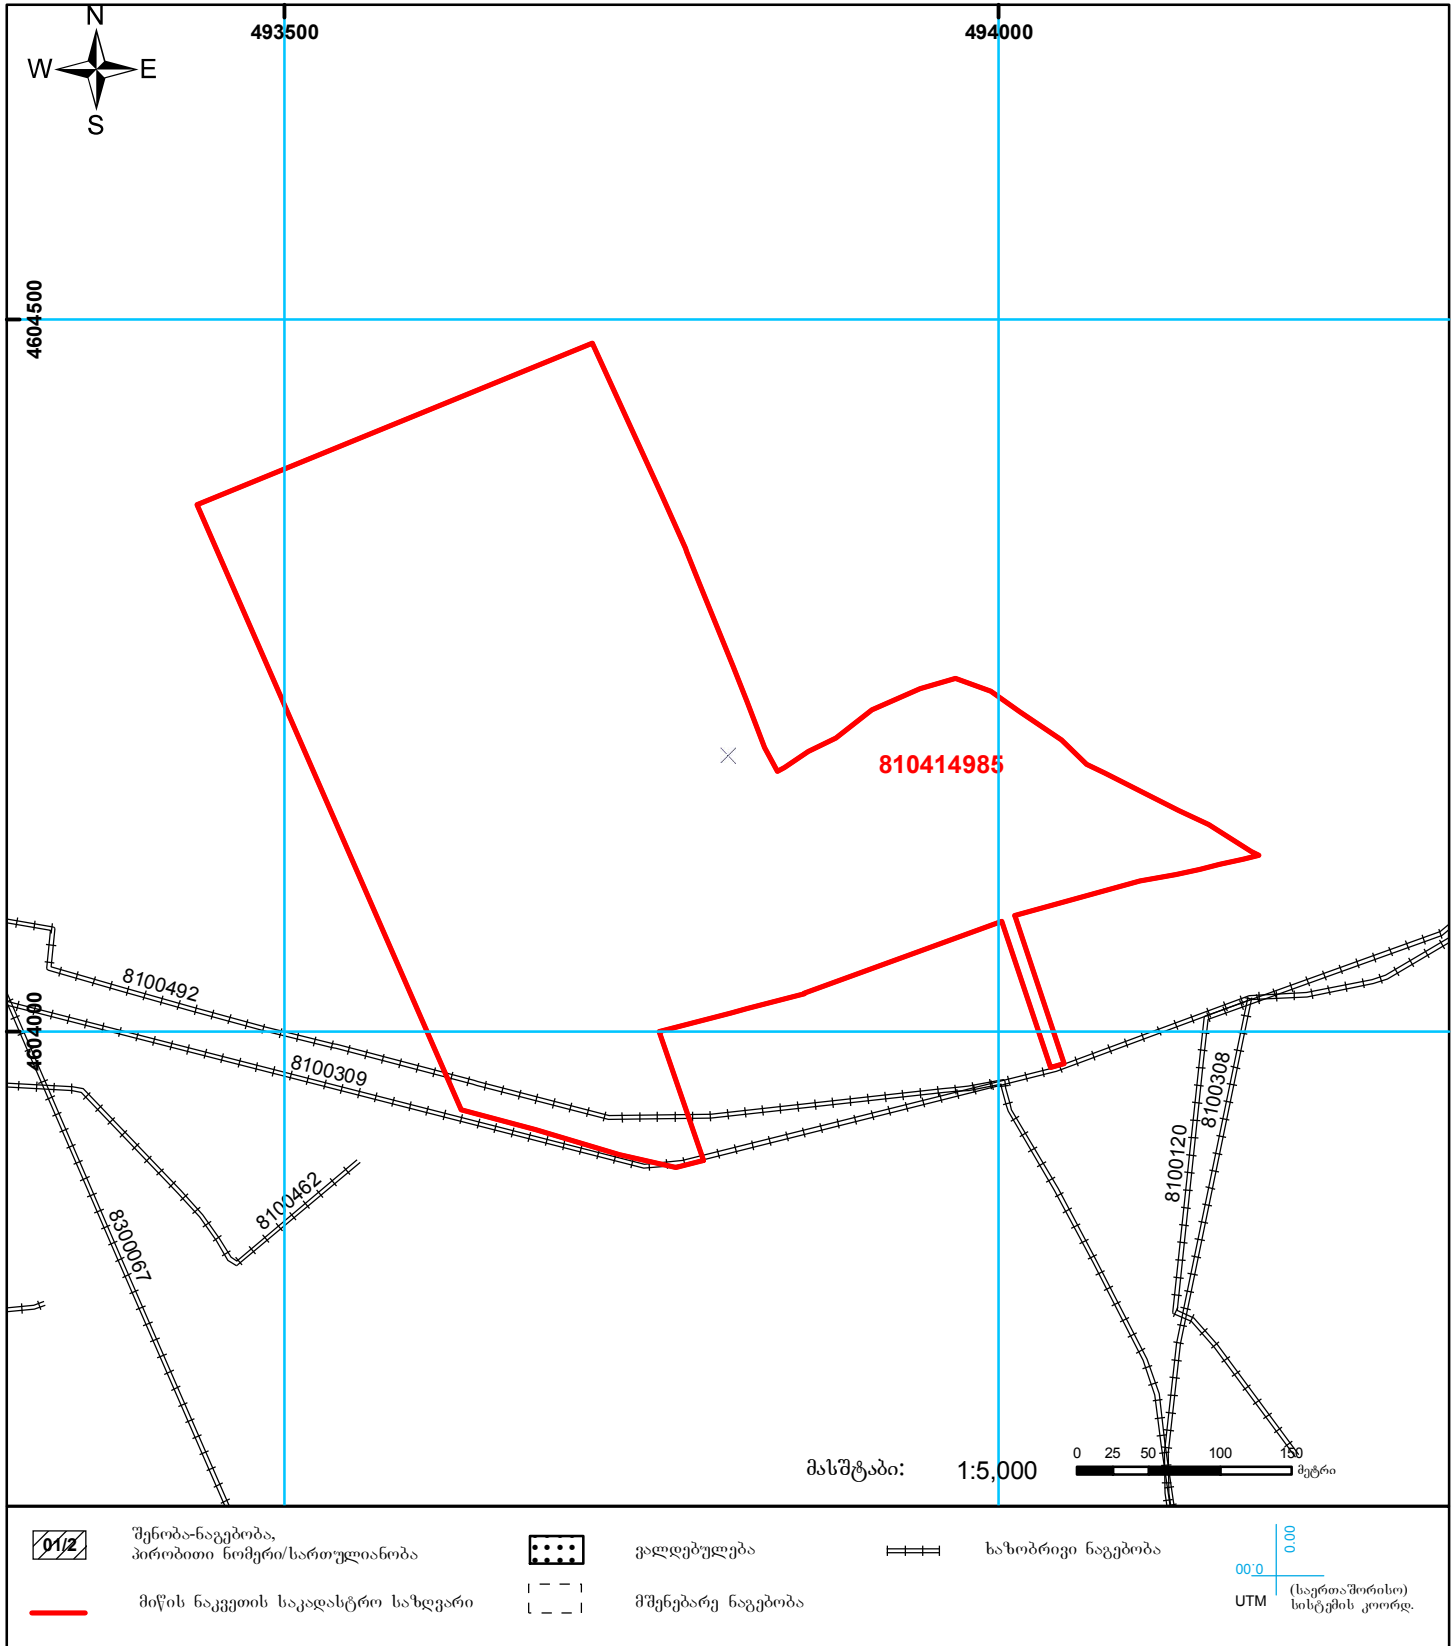 N
493500
494000
W
E
S
4604500
810414985
8100492
4604000
8100309
8100308
8100120
8100462
8300067
მასშტაბი: 1:5,000
0 25 50 100 150
მეტრი
01/2
შენობა-ნაგებობა,
პირობითი ნომერი/სართულიანობა
ვალდებულება
ხაზობრივი ნაგებობა
0.00
00.0
მიწის ნაკვეთის საკადასტრო საზღვარი
მშენებარე ნაგებობა
UTM
(საერთაშორისო)
სისტემის კოორდ.